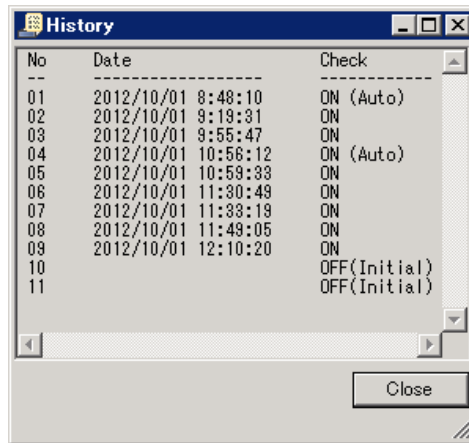 History
No Date Check
-- ------------------ ------------
01 2012/10/01 8:48:10 ON (Auto)
02 2012/10/01 9:19:31 ON
03 2012/10/01 9:55:47 ON
04 2012/10/01 10:56:12 ON (Auto)
05 2012/10/01 10:59:33 ON
06 2012/10/01 11:30:49 ON
07 2012/10/01 11:33:19 ON
08 2012/10/01 11:49:05 ON
09 2012/10/01 12:10:20 ON
10 OFF(Initial)
11 OFF(Initial)
Close